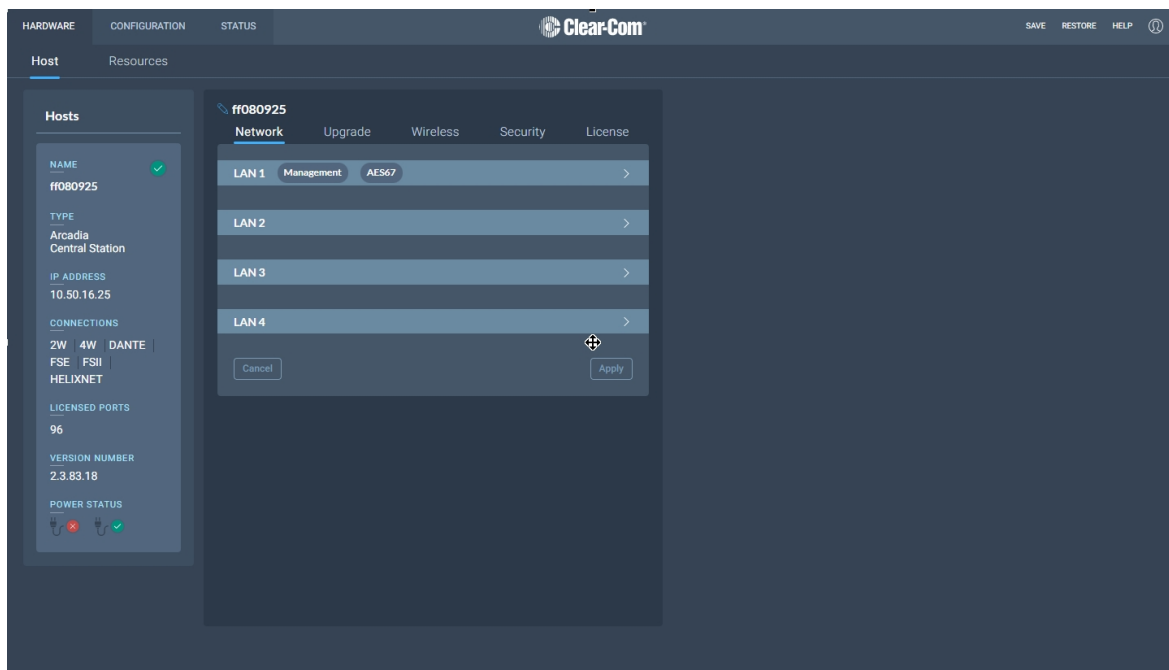 HARDWARE CONFIGURATION STATUS Clear-Com SAVE RESTORE HELP
Host Resources
Hosts
NAME
ff080925
TYPE
Arcadia
Central Station
IP ADDRESS
10.50.16.25
CONNECTIONS
2W 4W DANTE
FSE FSII
HELIXNET
LICENSED PORTS
96
VERSION NUMBER
2.3.83.18
POWER STATUS
ff080925
Network Upgrade Wireless Security License
LAN 1 Management AES67
LAN 2
LAN 3
LAN 4
Cancel Apply